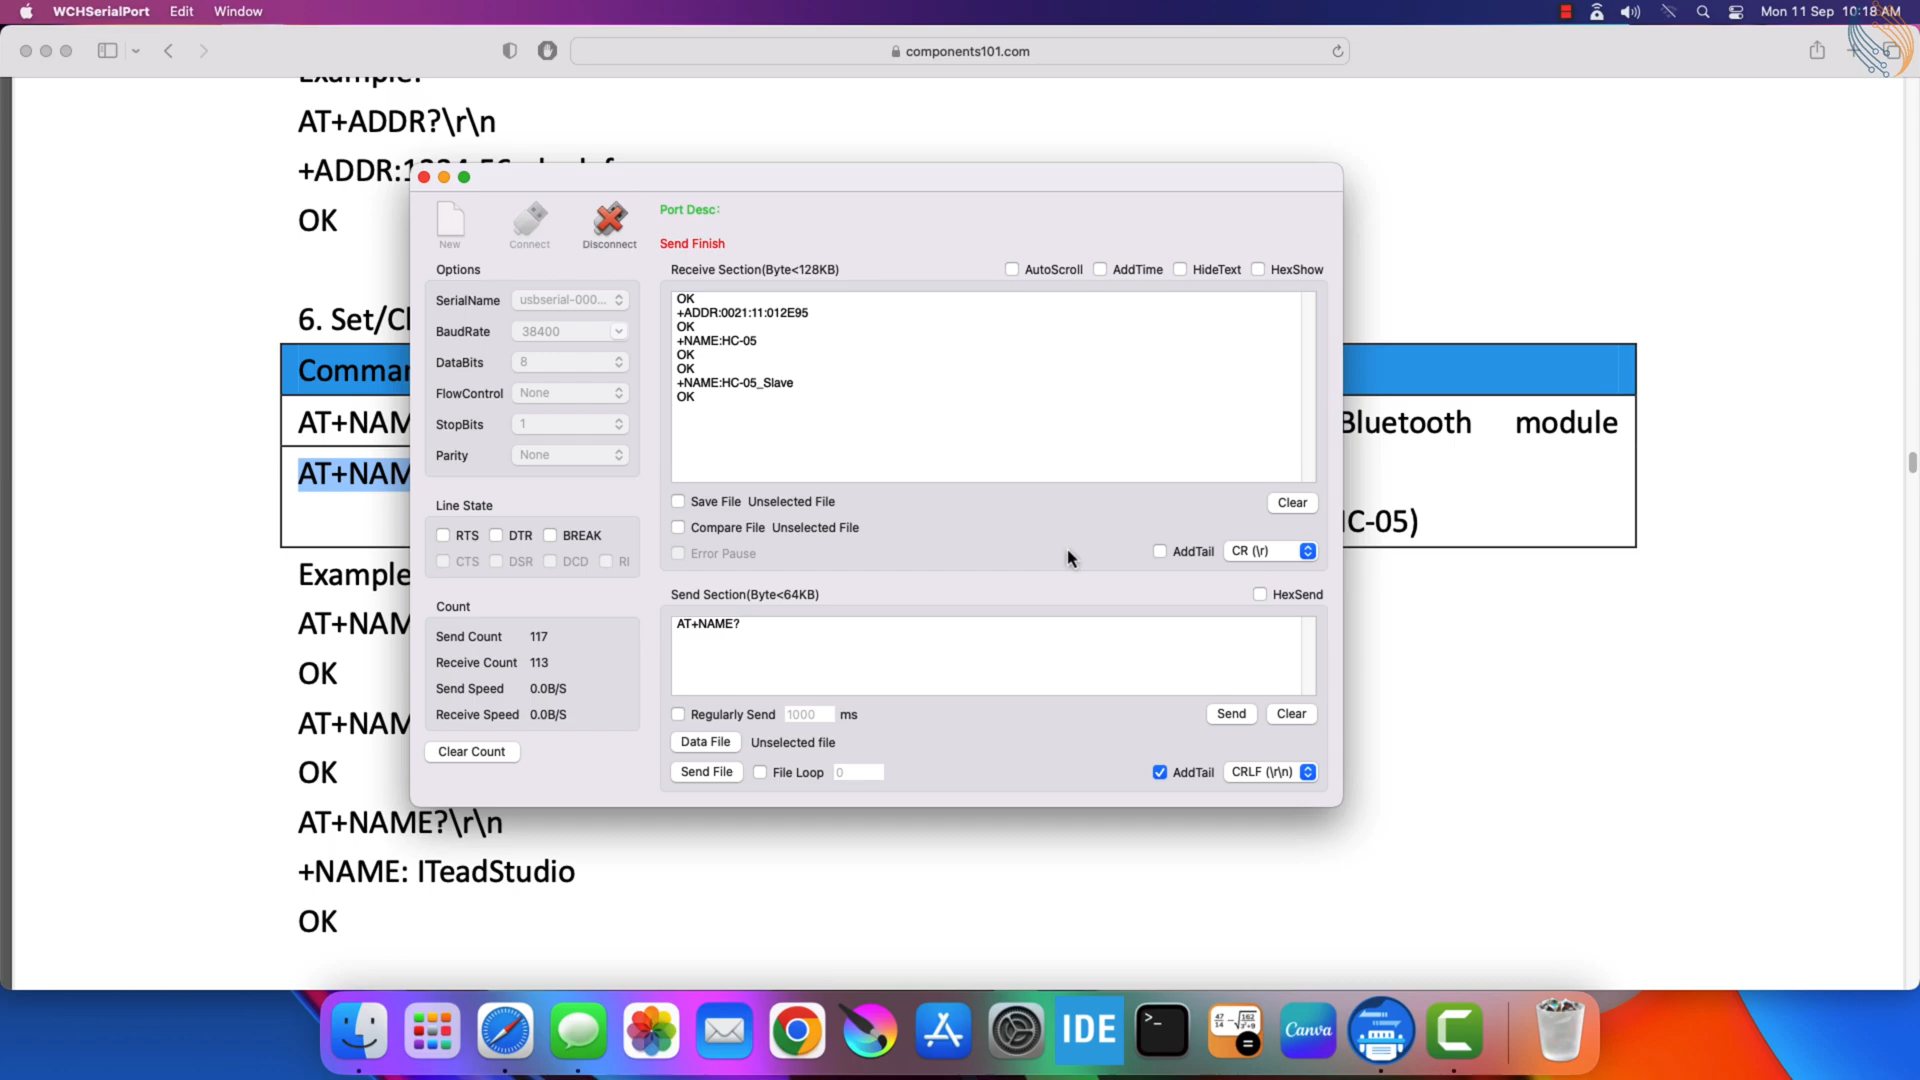 WCHSerialPort Edit Window
Mon 11 Sep 10:18 AM
components101.com
Example:
AT+ADDR?\r\n
+ADDR:1
OK
6. Set/C
Comma
AT+NAM
Bluetooth module
AT+NAM
HC-05)
Example
AT+NAM
OK
AT+NAM
OK
AT+NAME?\r\n
+NAME: ITeadStudio
OK
New
Connect
Disconnect
Port Desc:
Send Finish
Options
SerialName usbserial-000...
BaudRate 38400
DataBits 8
FlowControl None
StopBits 1
Parity None
Line State
RTS DTR BREAK
CTS DSR DCD RI
Count
Send Count 117
Receive Count 113
Send Speed 0.0B/S
Receive Speed 0.0B/S
Clear Count
Receive Section(Byte<128KB)
AutoScroll AddTime HideText HexShow
OK
+ADDR:0021:11:012E95
OK
+NAME:HC-05
OK
OK
+NAME:HC-05_Slave
OK
Save File Unselected File
Clear
Compare File Unselected File
Error Pause
AddTail CR (\r)
Send Section(Byte<64KB)
HexSend
AT+NAME?
Regularly Send 1000 ms
Send Clear
Data File Unselected file
Send File File Loop 0
AddTail CRLF (\r\n)
IDE
Canva